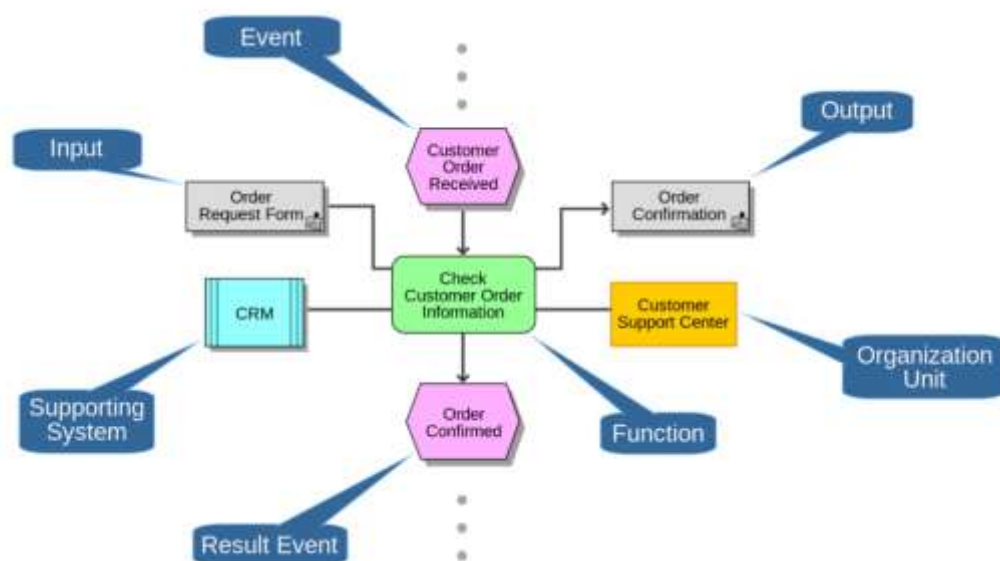 Event
Customer
Order
Received
Output
Input
Order
Request Form
Order
Confirmation
Check
Customer Order
Information
CRM
Customer
Support Center
Organization
Unit
Supporting
System
Order
Confirmed
Function
Result Event